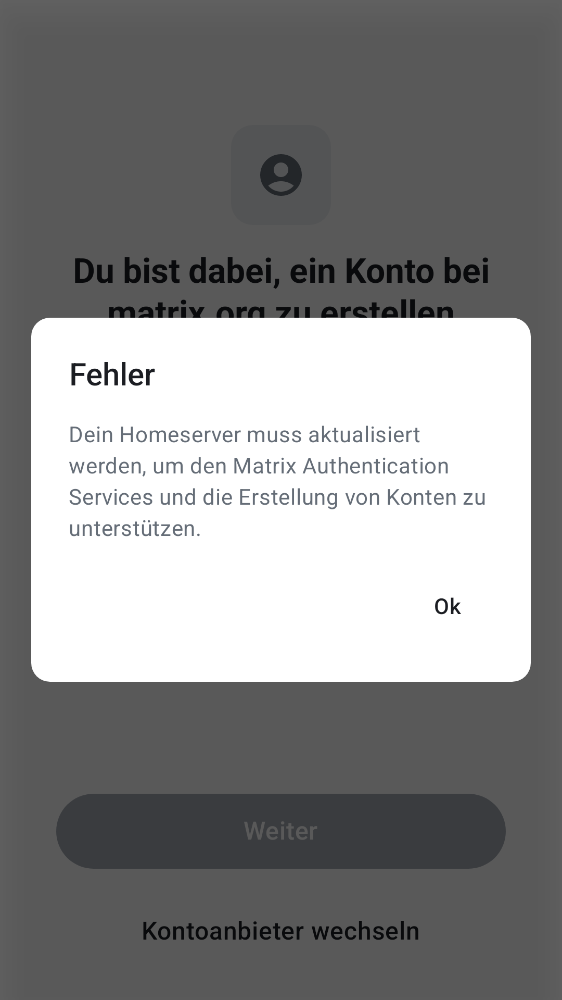 Du bist dabei, ein Konto bei
matrix.org zu erstellen
Fehler
Dein Homeserver muss aktualisiert
werden, um den Matrix Authentication
Services und die Erstellung von Konten zu
unterstützen.
Ok
Weiter
Kontoanbieter wechseln